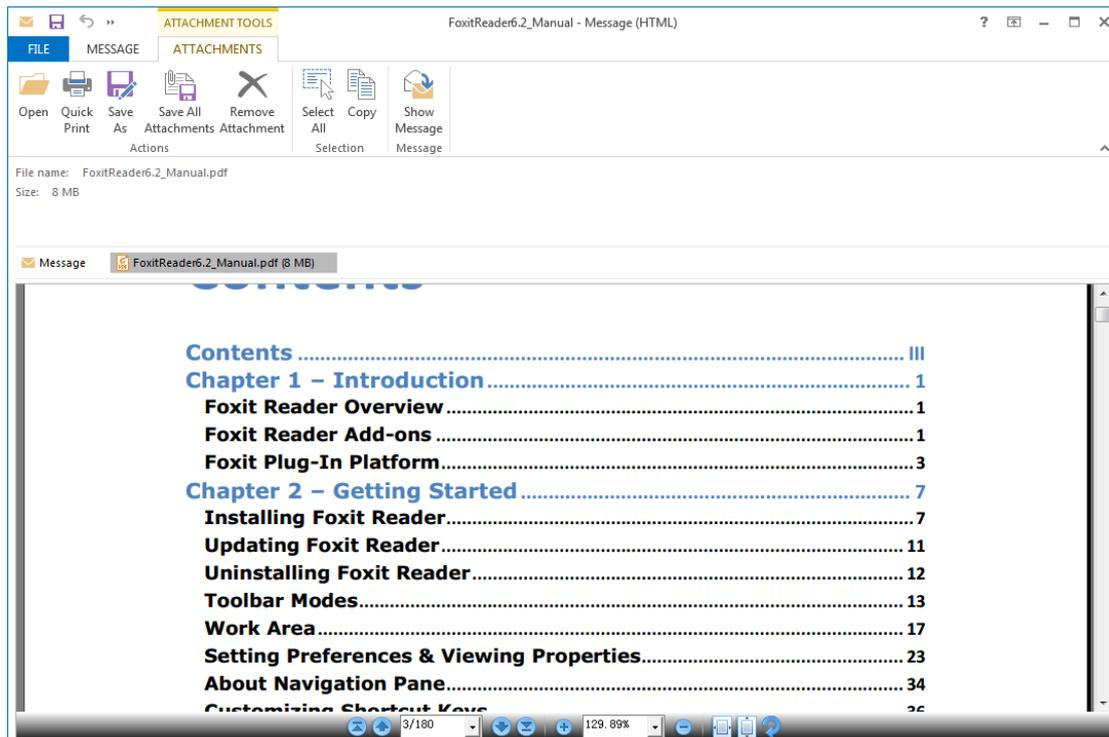 ATTACHMENT TOOLS
FoxitReader6.2_Manual - Message (HTML)
FILE MESSAGE ATTACHMENTS
Open Quick Print Save As Save All Attachments Remove Attachment Select All Copy Show Message
Actions Selection Message
File name: FoxitReader6.2_Manual.pdf
Size: 8 MB
Message FoxitReader6.2_Manual.pdf (8 MB)
Contents
Contents ............ III
Chapter 1 – Introduction ............ 1
Foxit Reader Overview ............ 1
Foxit Reader Add-ons ............ 1
Foxit Plug-In Platform ............ 3
Chapter 2 – Getting Started ............ 7
Installing Foxit Reader ............ 7
Updating Foxit Reader ............ 11
Uninstalling Foxit Reader ............ 12
Toolbar Modes ............ 13
Work Area ............ 17
Setting Preferences & Viewing Properties ............ 23
About Navigation Pane ............ 34
Customizing Shortcut Keys ............ 36
3/180 129.89%